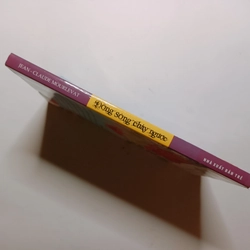 JEAN-CLAUDE MOURLEVAT
Dòng sông chảy ngược
NHÀ XUẤT BẢN TRẺ